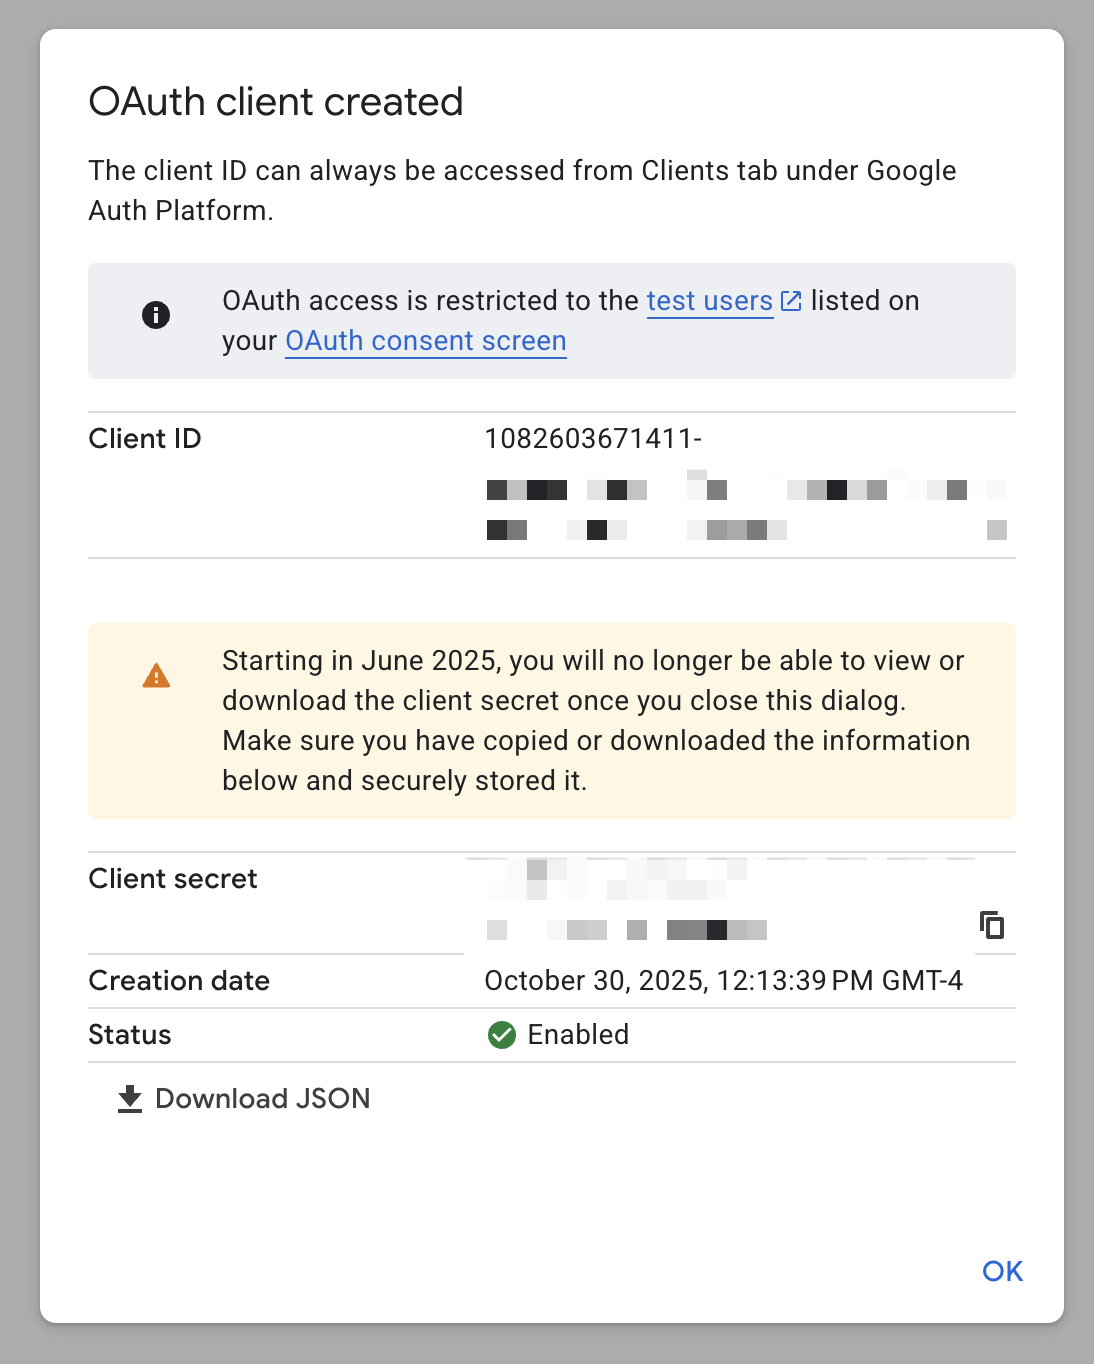 OAuth client created
The client ID can always be accessed from Clients tab under Google
Auth Platform.
OAuth access is restricted to the test users listed on
your OAuth consent screen
Client ID
1082603671411-
Starting in June 2025, you will no longer be able to view or
download the client secret once you close this dialog.
Make sure you have copied or downloaded the information
below and securely stored it.
Client secret
Creation date
October 30, 2025, 12:13:39 PM GMT-4
Status
Enabled
Download JSON
OK